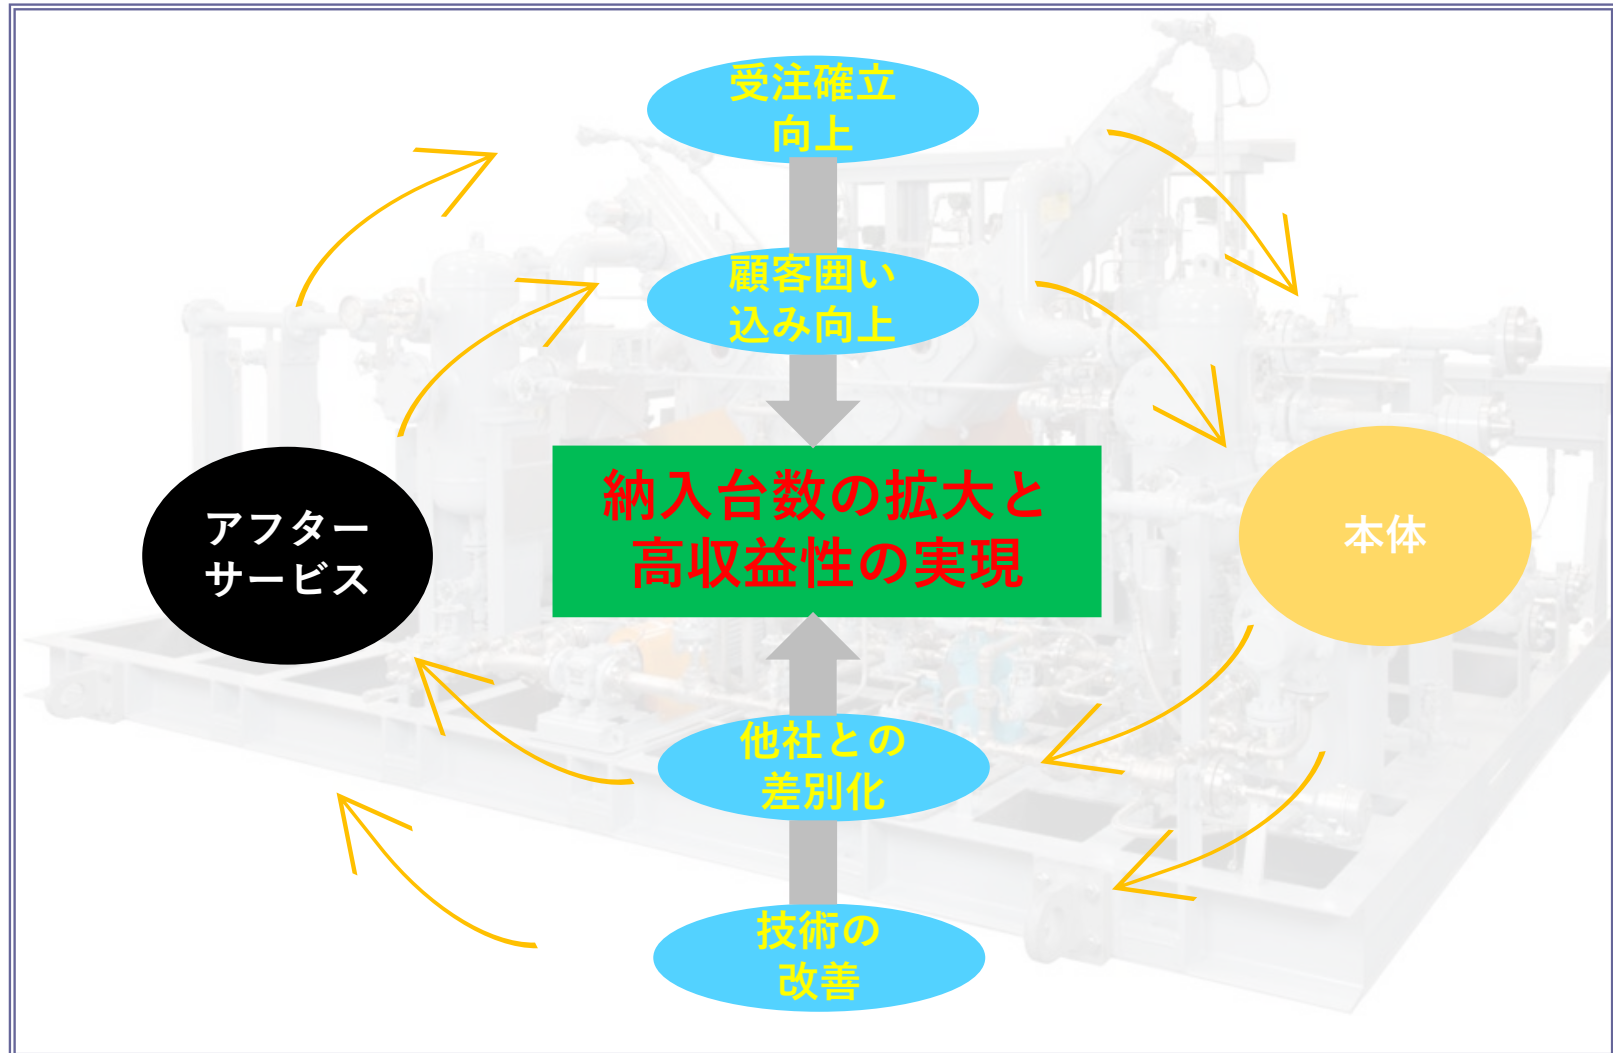 受注確立
向上
顧客囲い
込み向上
納入台数の拡大と
高収益性の実現
アフター
サービス
本体
他社との
差別化
技術の
改善